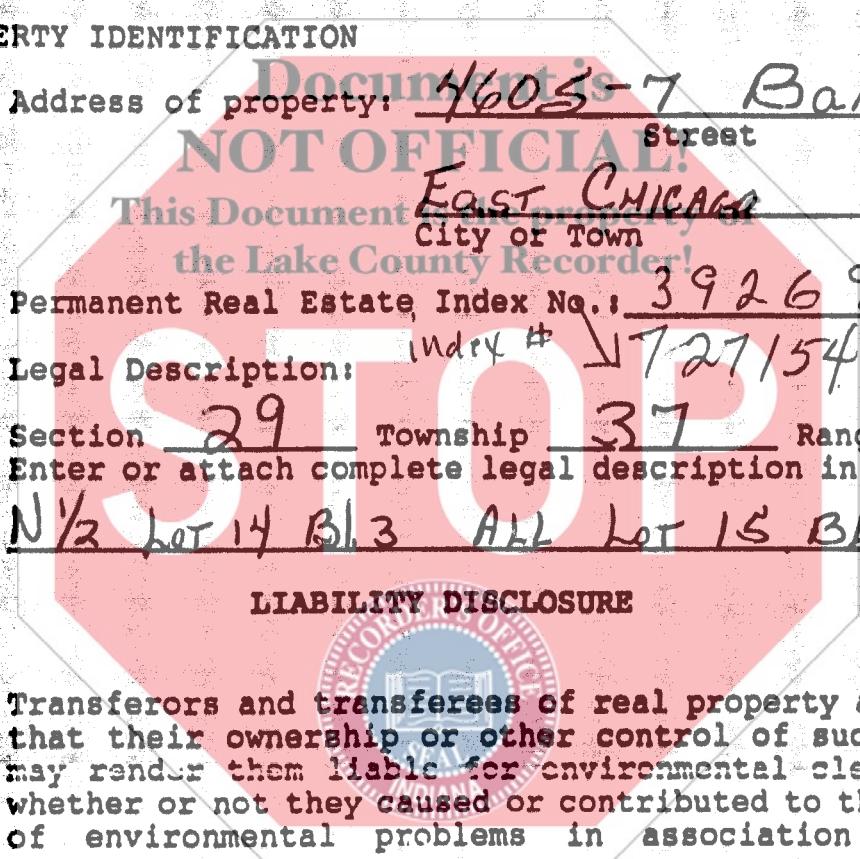 ERTY IDENTIFICATION
Address of property: 4605-7 Bar
Street
East Chicago
City or Town
Permanent Real Estate Index No.: 39269
Index #
727154
Legal Description:
Section 29 Township 37 Rang
Enter or attach complete legal description in
N 1/2 Lot 14 Bl 3 ALL Lot 15 BL
LIABILITY DISCLOSURE
Transferors and transferees of real property a
that their ownership or other control of suc
may render them liable for environmental cle
whether or not they caused or contributed to th
of environmental problems in association
Document is
NOT OFFICIAL!
This Document is the property of
the Lake County Recorder!
STOP
RECORDER'S OFFICE
SEAL
INDIANA